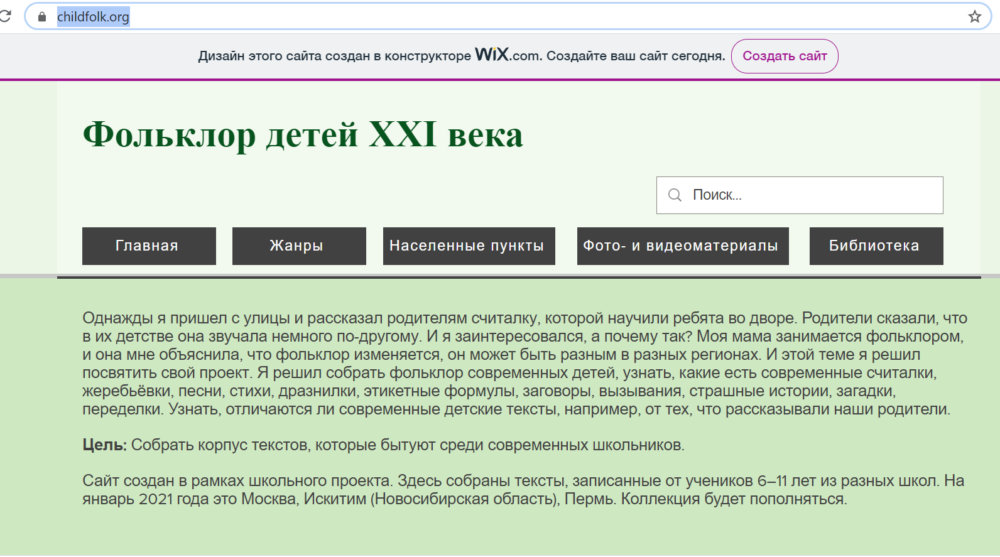 childfolk.org
Дизайн этого сайта создан в конструкторе WiX.com. Создайте ваш сайт сегодня. Создать сайт
Фольклор детей XXI века
Поиск...
Главная Жанры Населенные пункты Фото- и видеоматериалы Библиотека
Однажды я пришел с улицы и рассказал родителям считалку, которой научили ребята во дворе. Родители сказали, что
в их детстве она звучала немного по-другому. И я заинтересовался, а почему так? Моя мама занимается фольклором,
и она мне объяснила, что фольклор изменяется, он может быть разным в разных регионах. И этой теме я решил
посвятить свой проект. Я решил собрать фольклор современных детей, узнать, какие есть современные считалки,
жеребьёвки, песни, стихи, дразнилки, этикетные формулы, заговоры, вызывания, страшные истории, загадки,
переделки. Узнать, отличаются ли современные детские тексты, например, от тех, что рассказывали наши родители.
Цель: Собрать корпус текстов, которые бытуют среди современных школьников.
Сайт создан в рамках школьного проекта. Здесь собраны тексты, записанные от учеников 6–11 лет из разных школ. На
январь 2021 года это Москва, Искитим (Новосибирская область), Пермь. Коллекция будет пополняться.